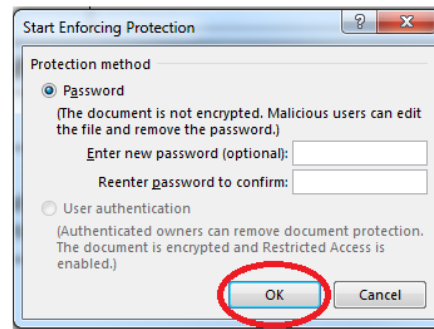 Start Enforcing Protection
Protection method
Password
(The document is not encrypted. Malicious users can edit
the file and remove the password.)
Enter new password (optional):
Reenter password to confirm:
User authentication
(Authenticated owners can remove document protection.
The document is encrypted and Restricted Access is
enabled.)
OK Cancel